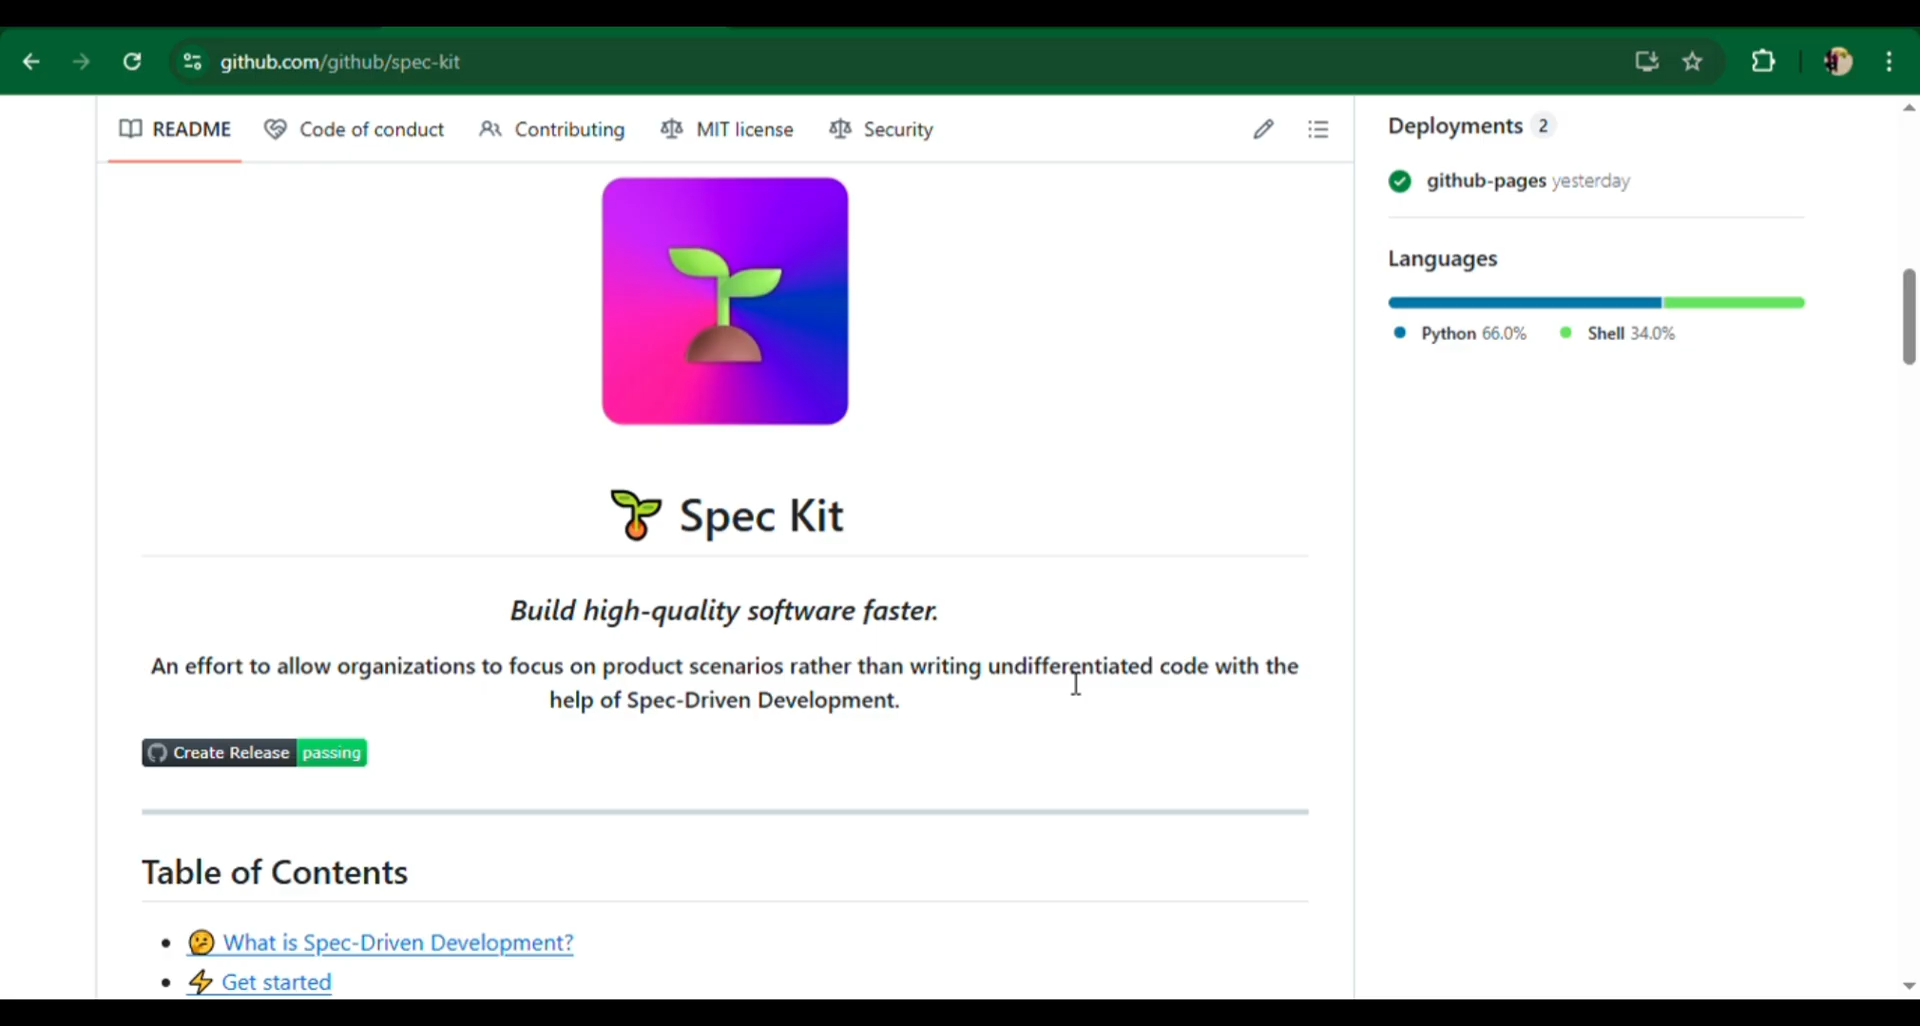 github.com/github/spec-kit
README
Code of conduct
Contributing
MIT license
Security
Deployments 2
github-pages yesterday
Languages
Python 66.0%
Shell 34.0%
Spec Kit
Build high-quality software faster.
An effort to allow organizations to focus on product scenarios rather than writing undifferentiated code with the
help of Spec-Driven Development.
Create Release passing
Table of Contents
What is Spec-Driven Development?
Get started